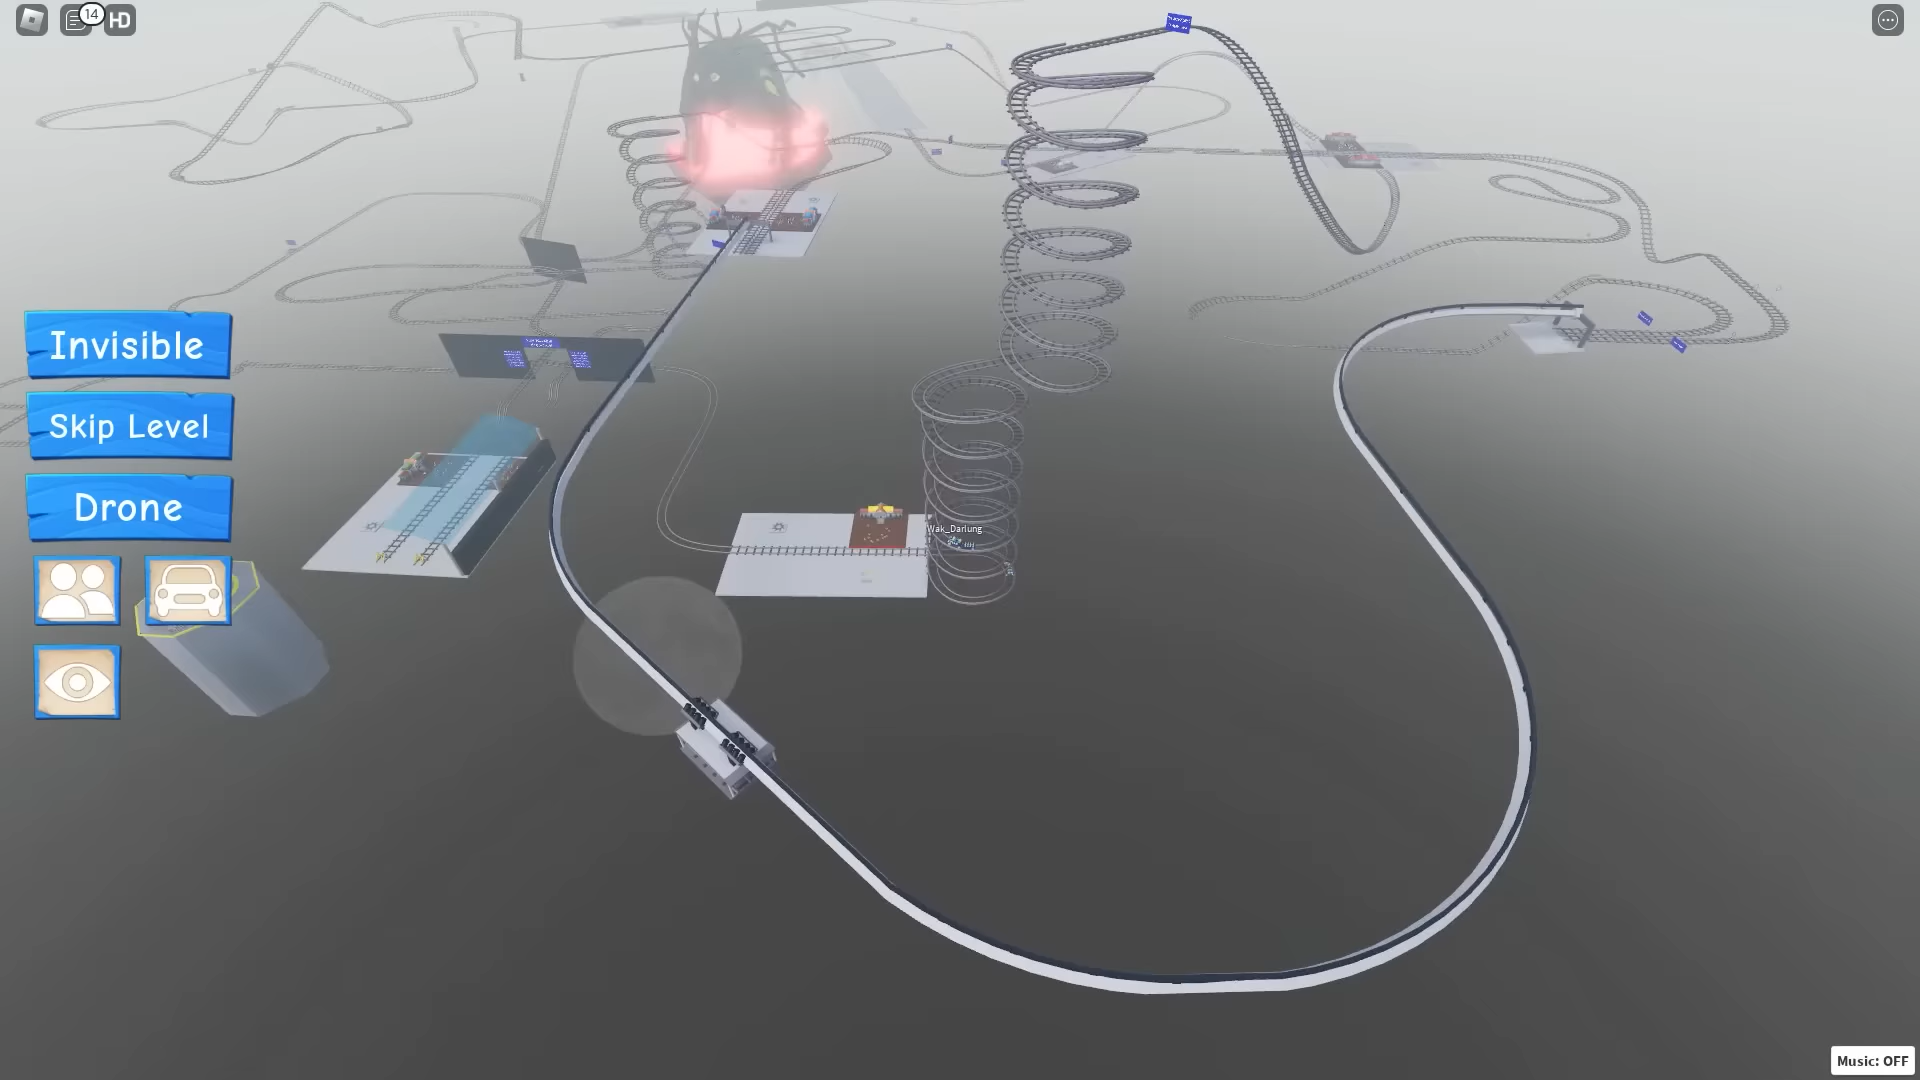 14
HD
Invisible
Skip Level
Drone
Wak_Darlung
Music: OFF